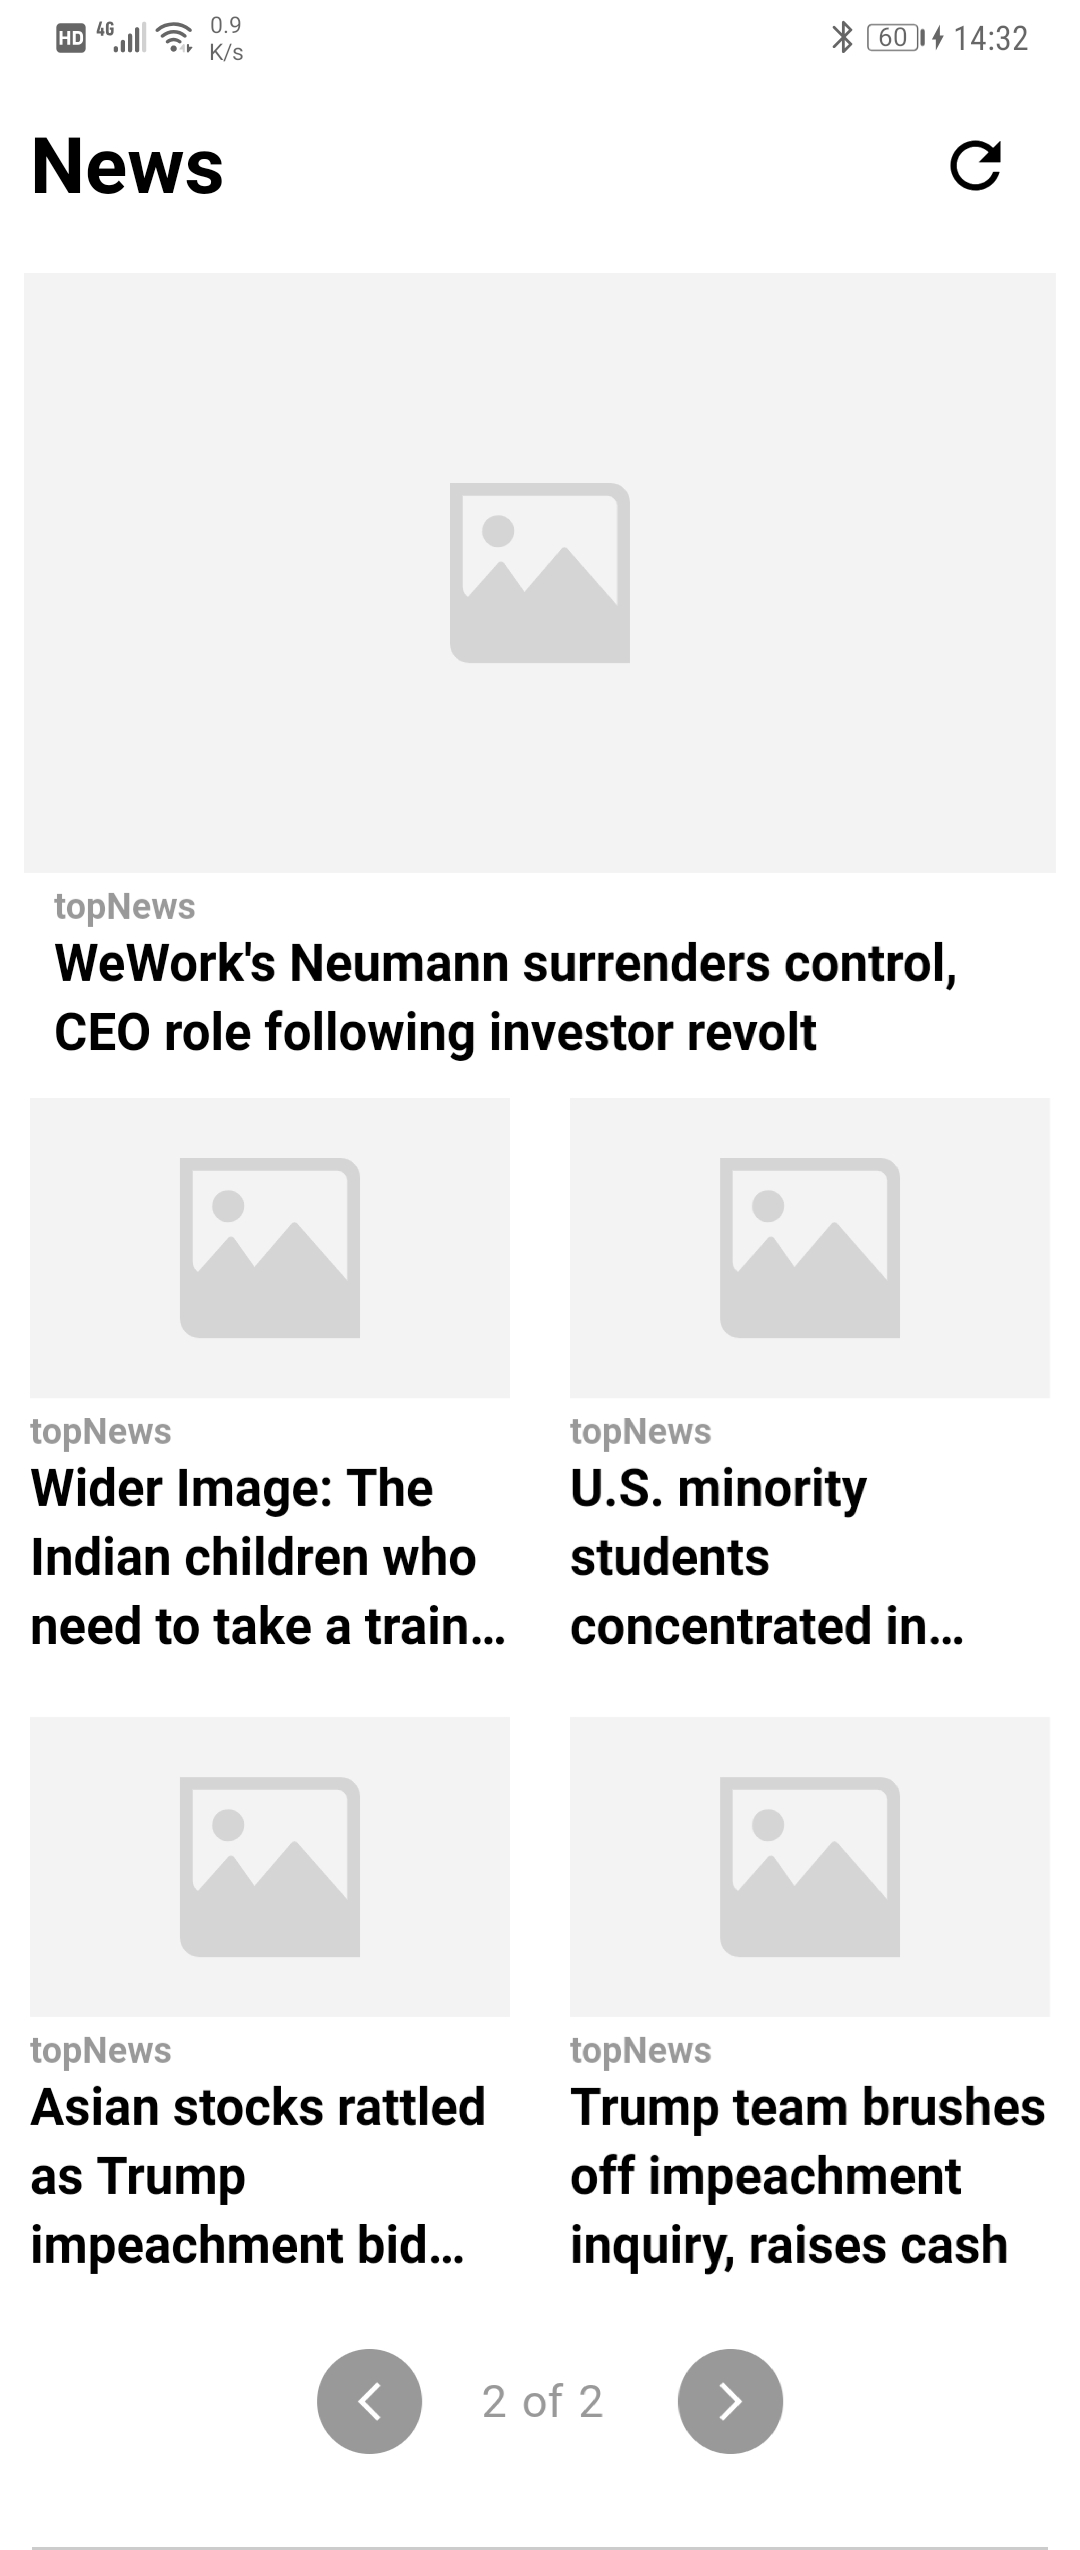 HD 4G 0.9 K/s 60 14:32
News
topNews
WeWork's Neumann surrenders control,
CEO role following investor revolt
topNews
Wider Image: The
Indian children who
need to take a train...
topNews
U.S. minority
students
concentrated in...
topNews
Asian stocks rattled
as Trump
impeachment bid...
topNews
Trump team brushes
off impeachment
inquiry, raises cash
2 of 2